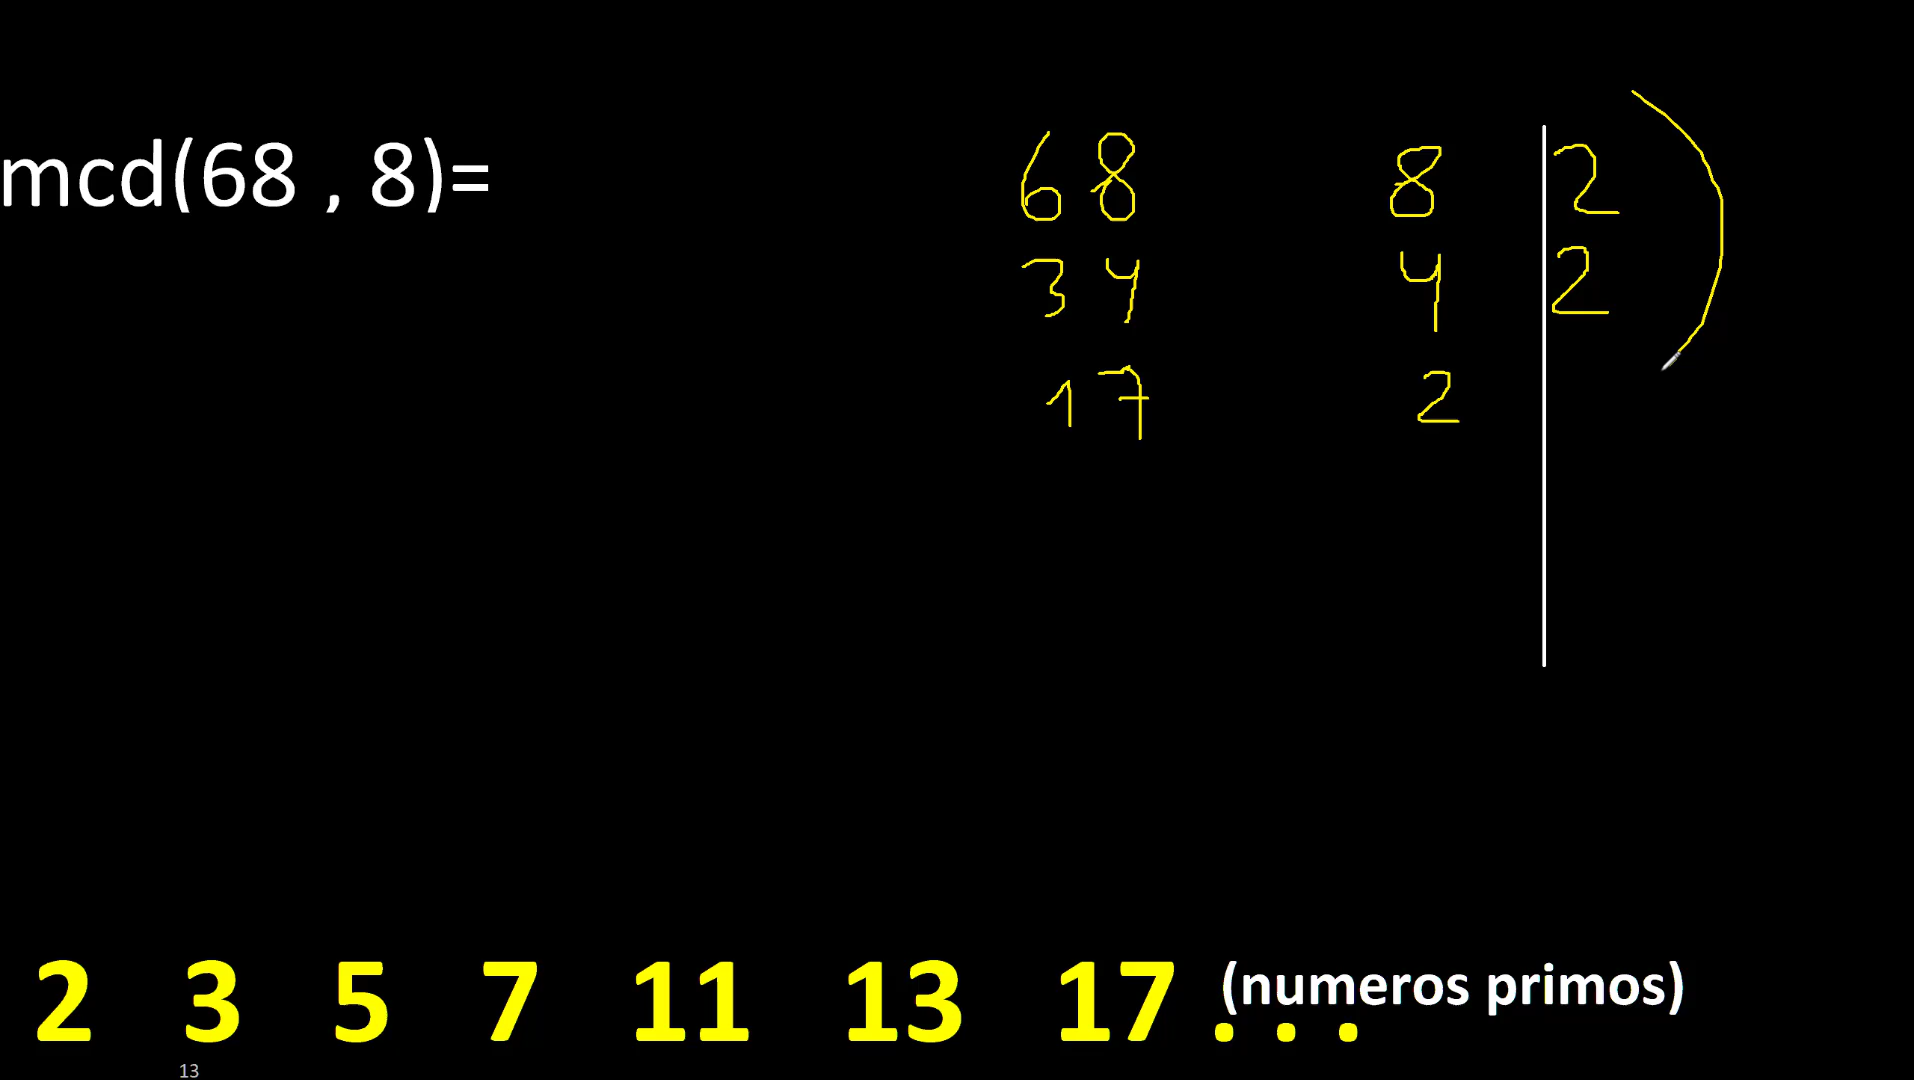 mcd(68 , 8)=
68 8 2
34 4 2
17 2
2 3 5 7 11 13 17 . . . (numeros primos)
13